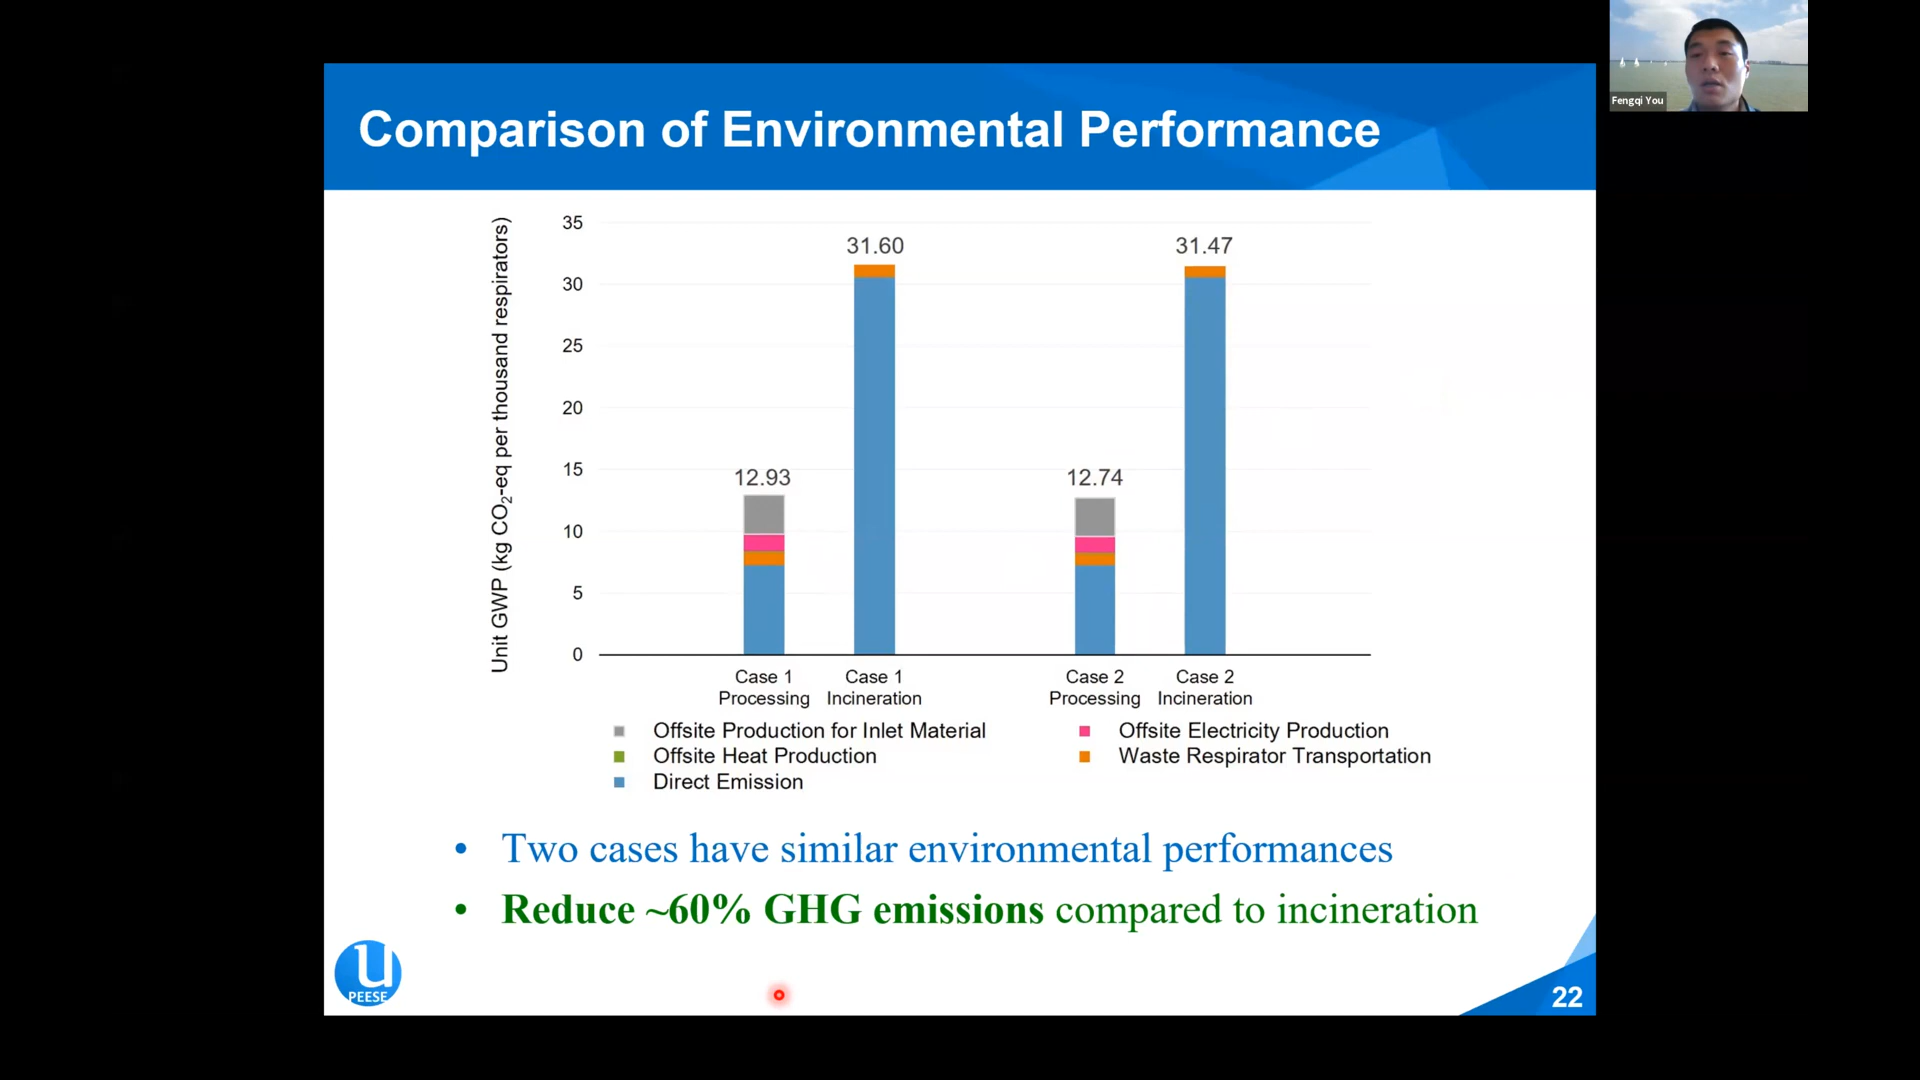 Fengqi You
Comparison of Environmental Performance
Unit GWP (kg CO₂-eq per thousand respirators)
35
30
25
20
15
10
5
0
12.93
31.60
12.74
31.47
Case 1
Processing
Case 1
Incineration
Case 2
Processing
Case 2
Incineration
Offsite Production for Inlet Material
Offsite Electricity Production
Offsite Heat Production
Waste Respirator Transportation
Direct Emission
• Two cases have similar environmental performances
• Reduce ~60% GHG emissions compared to incineration
U
PEESE
22